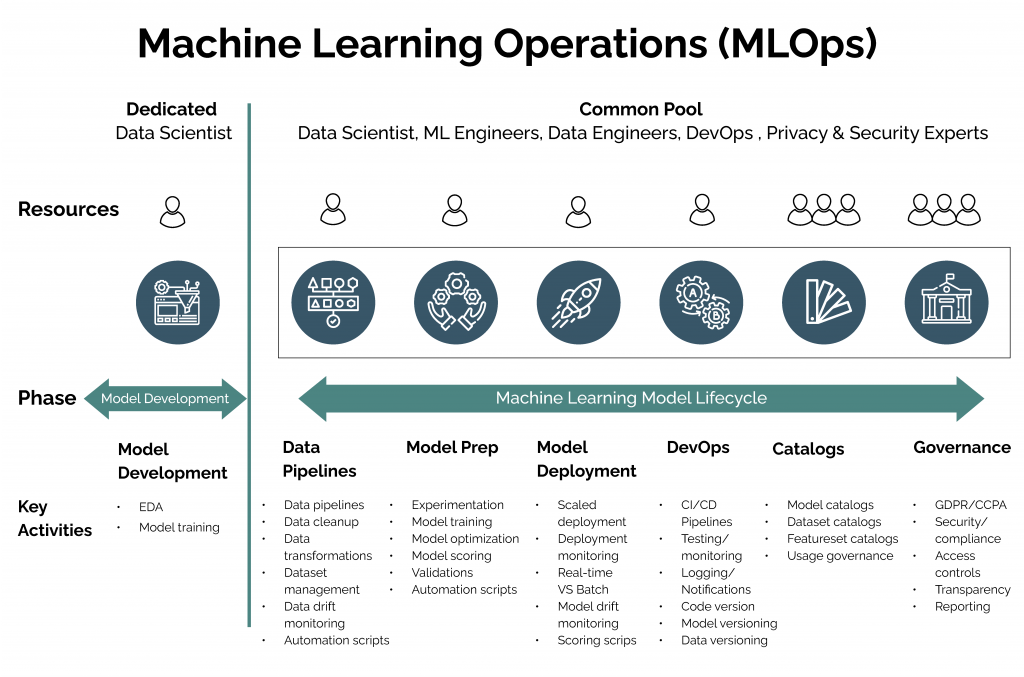 Machine Learning Operations (MLOps)
Dedicated
Data Scientist
Common Pool
Data Scientist, ML Engineers, Data Engineers, DevOps , Privacy & Security Experts
Resources
A
B
Phase
Model Development
Machine Learning Model Lifecycle
Key
Activities
Model
Development
• EDA
• Model training
Data
Pipelines
• Data pipelines
• Data cleanup
• Data
transformations
• Dataset
management
• Data drift
monitoring
• Automation scripts
Model Prep
• Experimentation
• Model training
• Model optimization
• Model scoring
• Validations
• Automation scripts
Model
Deployment
• Scaled
deployment
• Deployment
monitoring
• Real-time
VS Batch
• Model drift
monitoring
• Scoring scrips
DevOps
• CI/CD
Pipelines
• Testing/
monitoring
• Logging/
Notifications
• Code version
• Model versioning
• Data versioning
Catalogs
• Model catalogs
• Dataset catalogs
• Featureset catalogs
• Usage governance
Governance
• GDPR/CCPA
• Security/
compliance
• Access
controls
• Transparency
• Reporting